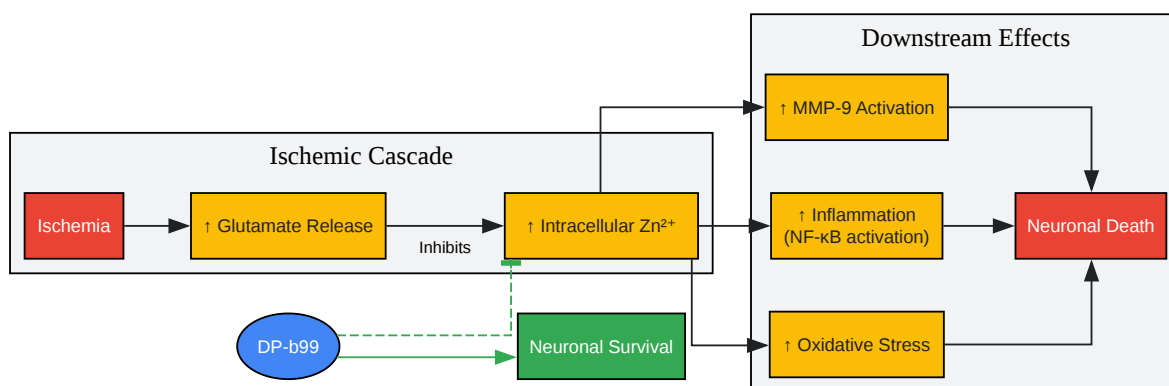 Downstream Effects
↑ MMP-9 Activation
Ischemic Cascade
Ischemia
↑ Glutamate Release
Inhibits
↑ Intracellular Zn²⁺
↑ Inflammation
(NF-κB activation)
Neuronal Death
DP-b99
Neuronal Survival
↑ Oxidative Stress